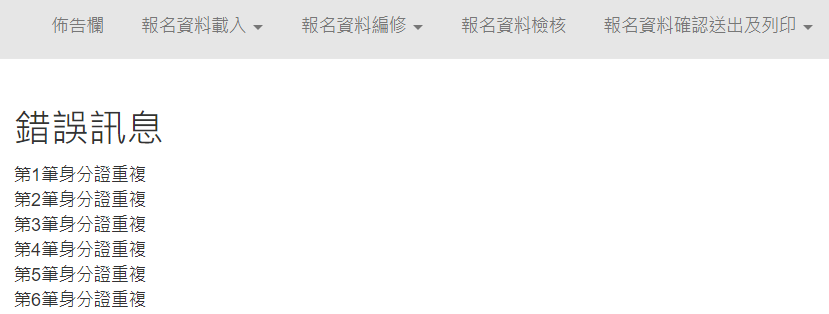 佈告欄 報名資料載入 報名資料編修 報名資料檢核 報名資料確認送出及列印
錯誤訊息
第1筆身分證重複
第2筆身分證重複
第3筆身分證重複
第4筆身分證重複
第5筆身分證重複
第6筆身分證重複